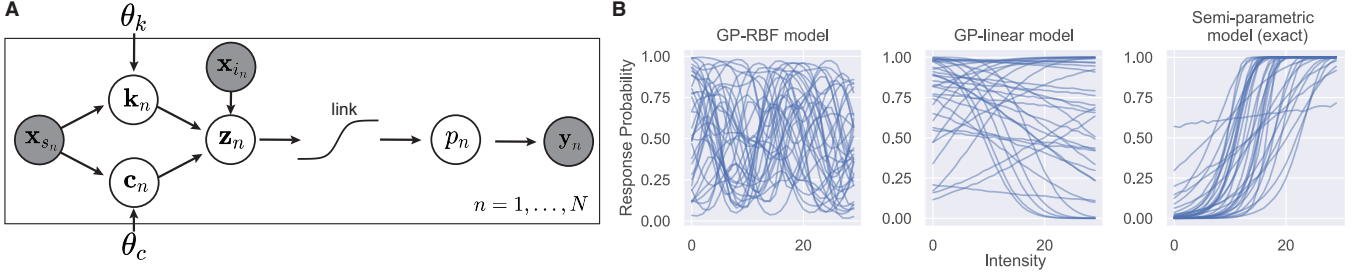 A
θ_k
x_{i_n}
k_n
link
x_{s_n}
z_n
p_n
y_n
c_n
n = 1, . . . , N
θ_c
B
GP-RBF model
GP-linear model
Semi-parametric
model (exact)
Response Probability
1.00
0.75
0.50
0.25
0.00
0
20
1.00
0.75
0.50
0.25
0.00
0
20
1.00
0.75
0.50
0.25
0.00
0
20
Intensity